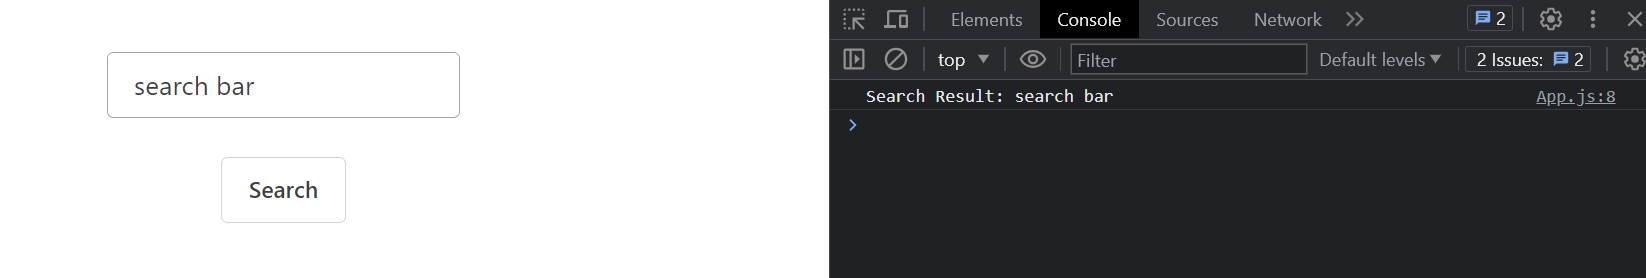 search bar
Search
Elements Console Sources Network 2
top Filter Default levels 2 Issues: 2
Search Result: search bar App.js:8